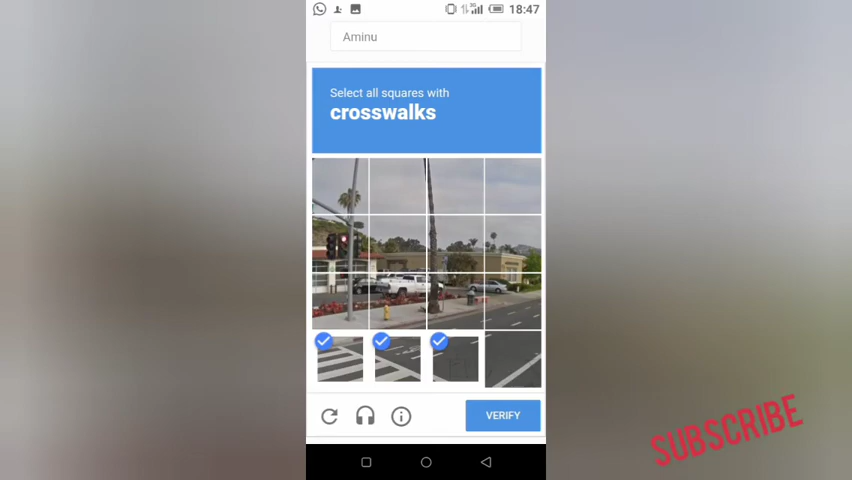 18:47
Aminu
Select all squares with
crosswalks
VERIFY
SUBSCRIBE